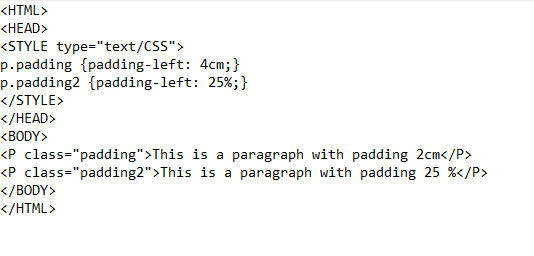 <HTML>
<HEAD>
<STYLE type="text/CSS">
p.padding {padding-left: 4cm;}
p.padding2 {padding-left: 25%;}
</STYLE>
</HEAD>
<BODY>
<P class="padding">This is a paragraph with padding 2cm</P>
<P class="padding2">This is a paragraph with padding 25 %</P>
</BODY>
</HTML>